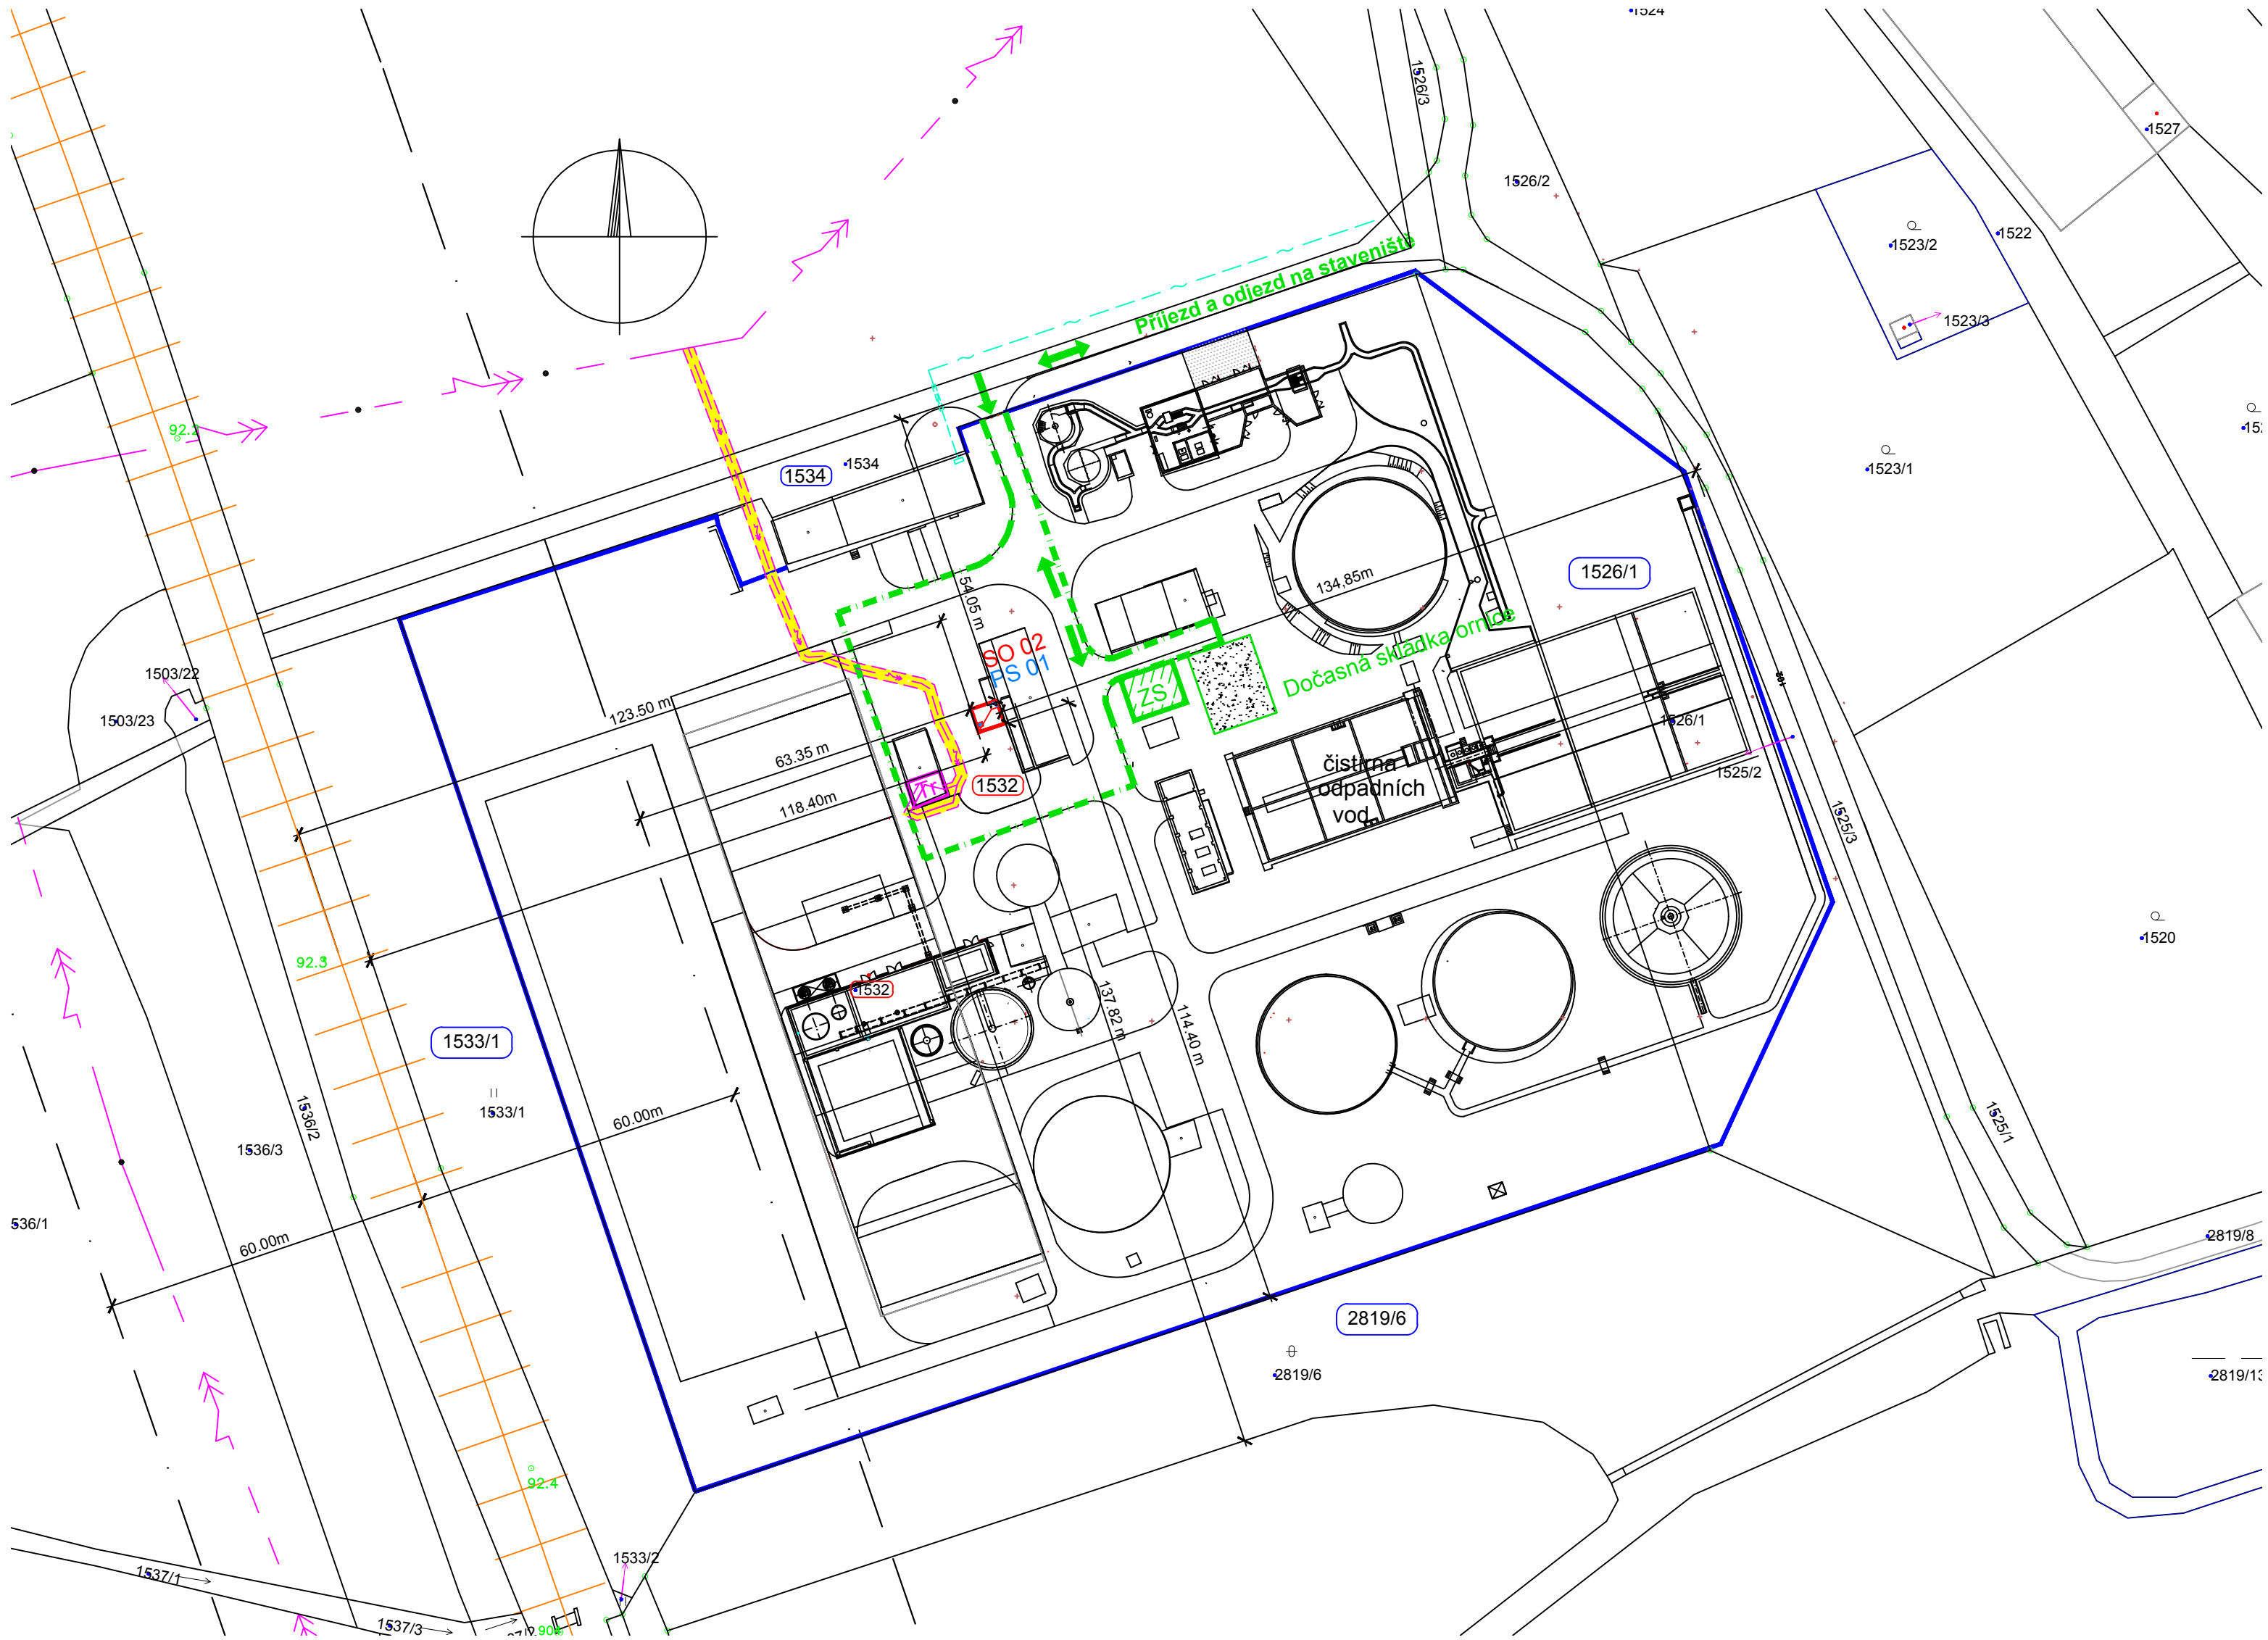 1524
1526/3
1527
1526/2
1523/2
1522
1523/3
Příjezd a odjezd na staveniště
92.2
1534
1534
1523/1
1526/1
134,85m
54.05 m
SO 02
PS 01
Dočasná skládka ornice
ZS
1503/22
1503/23
123.50 m
63.35 m
118.40m
TR
1532
1526/1
čistírna
odpadních
vod
1525/2
1525/3
92.3
1520
1532
1533/1
137.82 m
114.40 m
1533/1
60.00m
1536/2
1536/3
1525/1
536/1
60.00m
2819/8
2819/6
2819/6
2819/13
92.4
1533/2
1537/1
1537/3